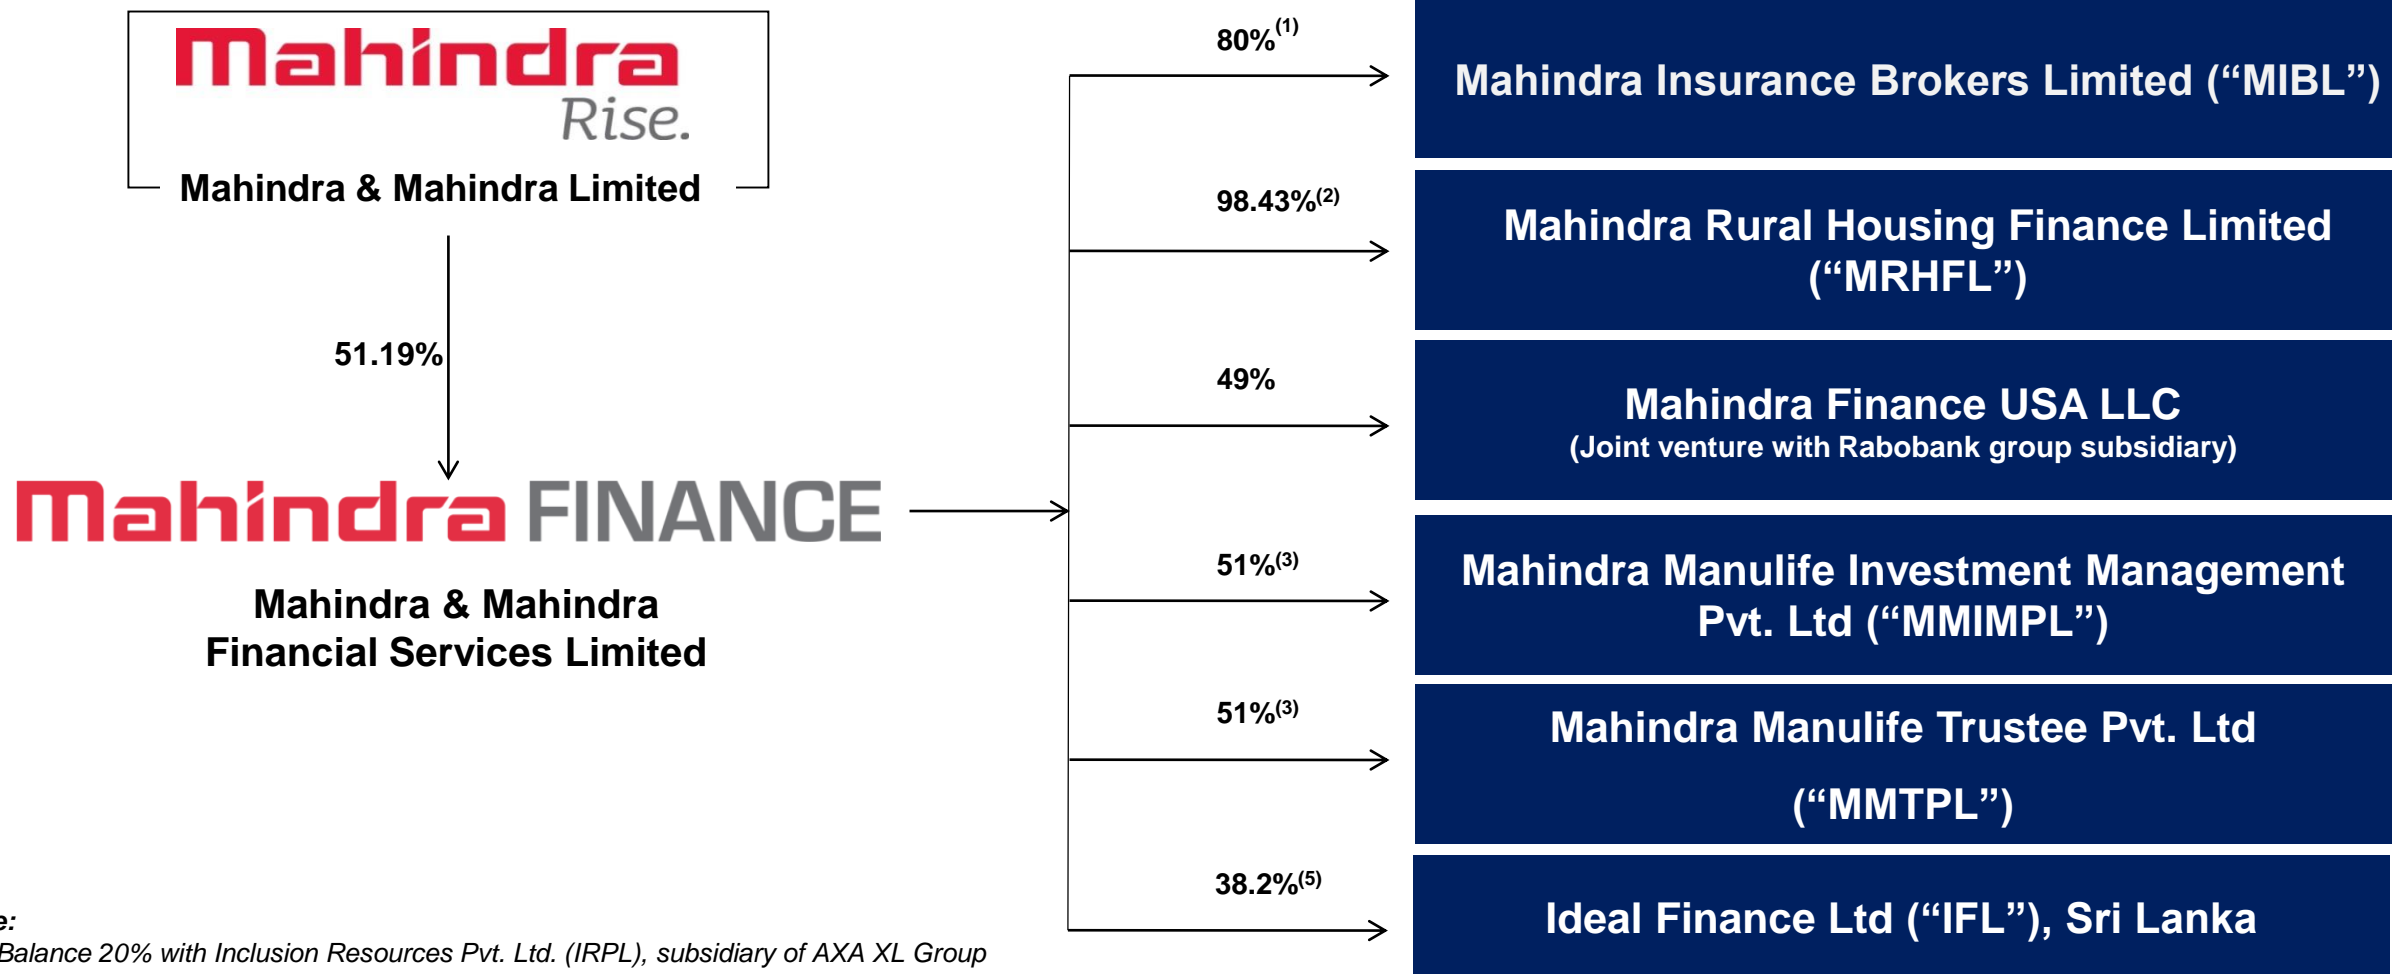 Mahindra
Rise.
Mahindra & Mahindra Limited
51.19%
Mahindra FINANCE
Mahindra & Mahindra
Financial Services Limited
80%(1)
Mahindra Insurance Brokers Limited (“MIBL”)
98.43%(2)
Mahindra Rural Housing Finance Limited
(“MRHFL”)
49%
Mahindra Finance USA LLC
(Joint venture with Rabobank group subsidiary)
51%(3)
Mahindra Manulife Investment Management
Pvt. Ltd (“MMIMPL”)
51%(3)
Mahindra Manulife Trustee Pvt. Ltd
(“MMTPL”)
38.2%(5)
Ideal Finance Ltd (“IFL”), Sri Lanka
e:
Balance 20% with Inclusion Resources Pvt. Ltd. (IRPL), subsidiary of AXA XL Group